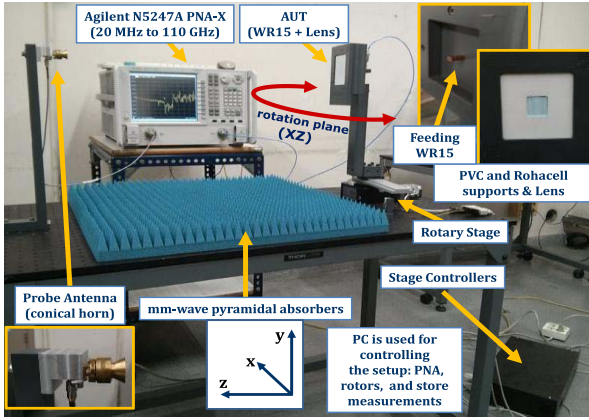 Agilent N5247A PNA-X
(20 MHz to 110 GHz)
AUT
(WR15 + Lens)
rotation plane
(XZ)
Feeding
WR15
PVC and Rohacell
supports & Lens
Rotary Stage
Stage Controllers
Probe Antenna
(conical horn)
mm-wave pyramidal absorbers
y
x
z
PC is used for
controlling
the setup: PNA,
rotors, and store
measurements